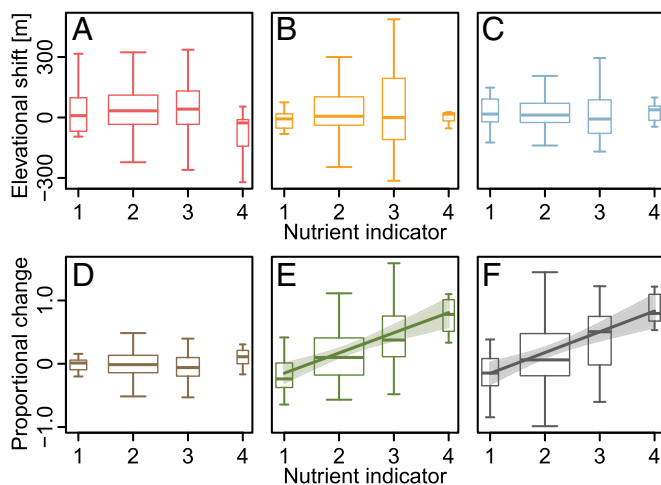 A B C
Elevational shift [m]
300
0
−300
1 2 3 4 1 2 3 4 1 2 3 4
Nutrient indicator
D E F
Proportional change
1.0
0
−1.0
1 2 3 4 1 2 3 4 1 2 3 4
Nutrient indicator